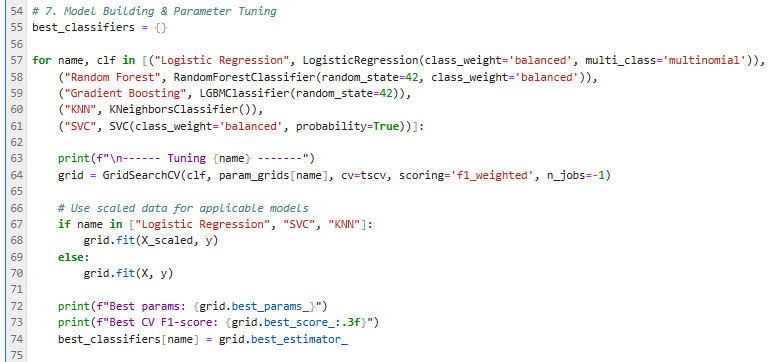 54 # 7. Model Building & Parameter Tuning
55 best_classifiers = {}
56
57 for name, clf in [("Logistic Regression", LogisticRegression(class_weight='balanced', multi_class='multinomial')),
58     ("Random Forest", RandomForestClassifier(random_state=42, class_weight='balanced')),
59     ("Gradient Boosting", LGBMClassifier(random_state=42)),
60     ("KNN", KNeighborsClassifier()),
61     ("SVC", SVC(class_weight='balanced', probability=True))]:
62
63     print(f"\n------ Tuning {name} -------")
64     grid = GridSearchCV(clf, param_grids[name], cv=tscv, scoring='f1_weighted', n_jobs=-1)
65
66     # Use scaled data for applicable models
67     if name in ["Logistic Regression", "SVC", "KNN"]:
68         grid.fit(X_scaled, y)
69     else:
70         grid.fit(X, y)
71
72     print(f"Best params: {grid.best_params_}")
73     print(f"Best CV F1-score: {grid.best_score_:.3f}")
74     best_classifiers[name] = grid.best_estimator_
75